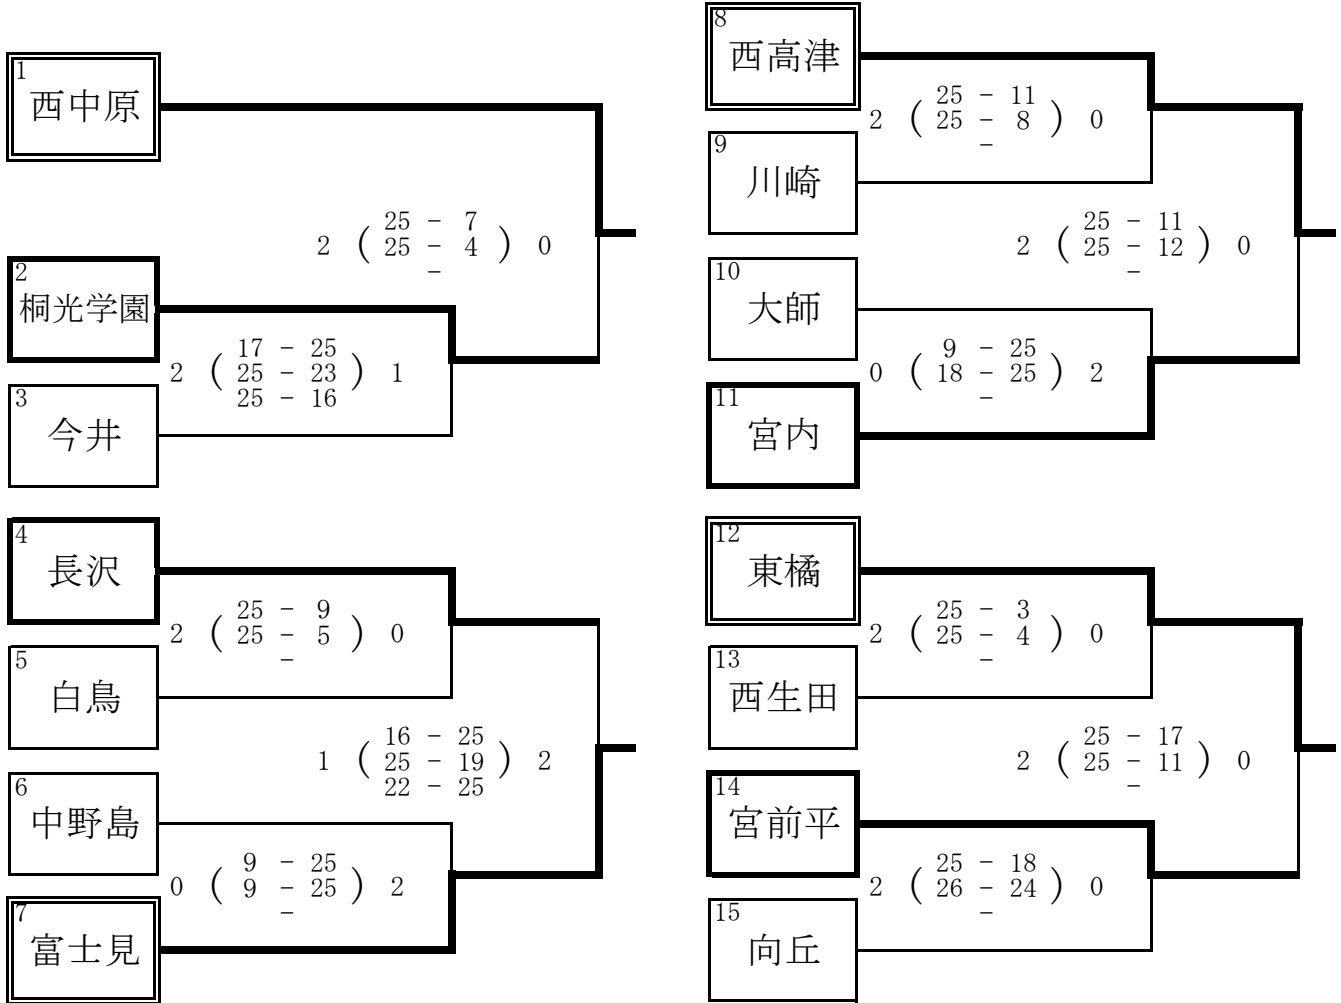 1
西中原
2 ( 25 - 7 ) 0
25 - 4
-
2
桐光学園
2 ( 17 - 25 ) 1
25 - 23
25 - 16
3
今井
4
長沢
2 ( 25 - 9 ) 0
25 - 5
-
5
白鳥
1 ( 16 - 25 ) 2
25 - 19
22 - 25
6
中野島
0 ( 9 - 25 ) 2
9 - 25
-
7
富士見
8
西高津
2 ( 25 - 11 ) 0
25 - 8
-
9
川崎
2 ( 25 - 11 ) 0
25 - 12
-
10
大師
0 ( 9 - 25 ) 2
18 - 25
-
11
宮内
12
東橘
2 ( 25 - 3 ) 0
25 - 4
-
13
西生田
2 ( 25 - 17 ) 0
25 - 11
-
14
宮前平
2 ( 25 - 18 ) 0
26 - 24
-
15
向丘